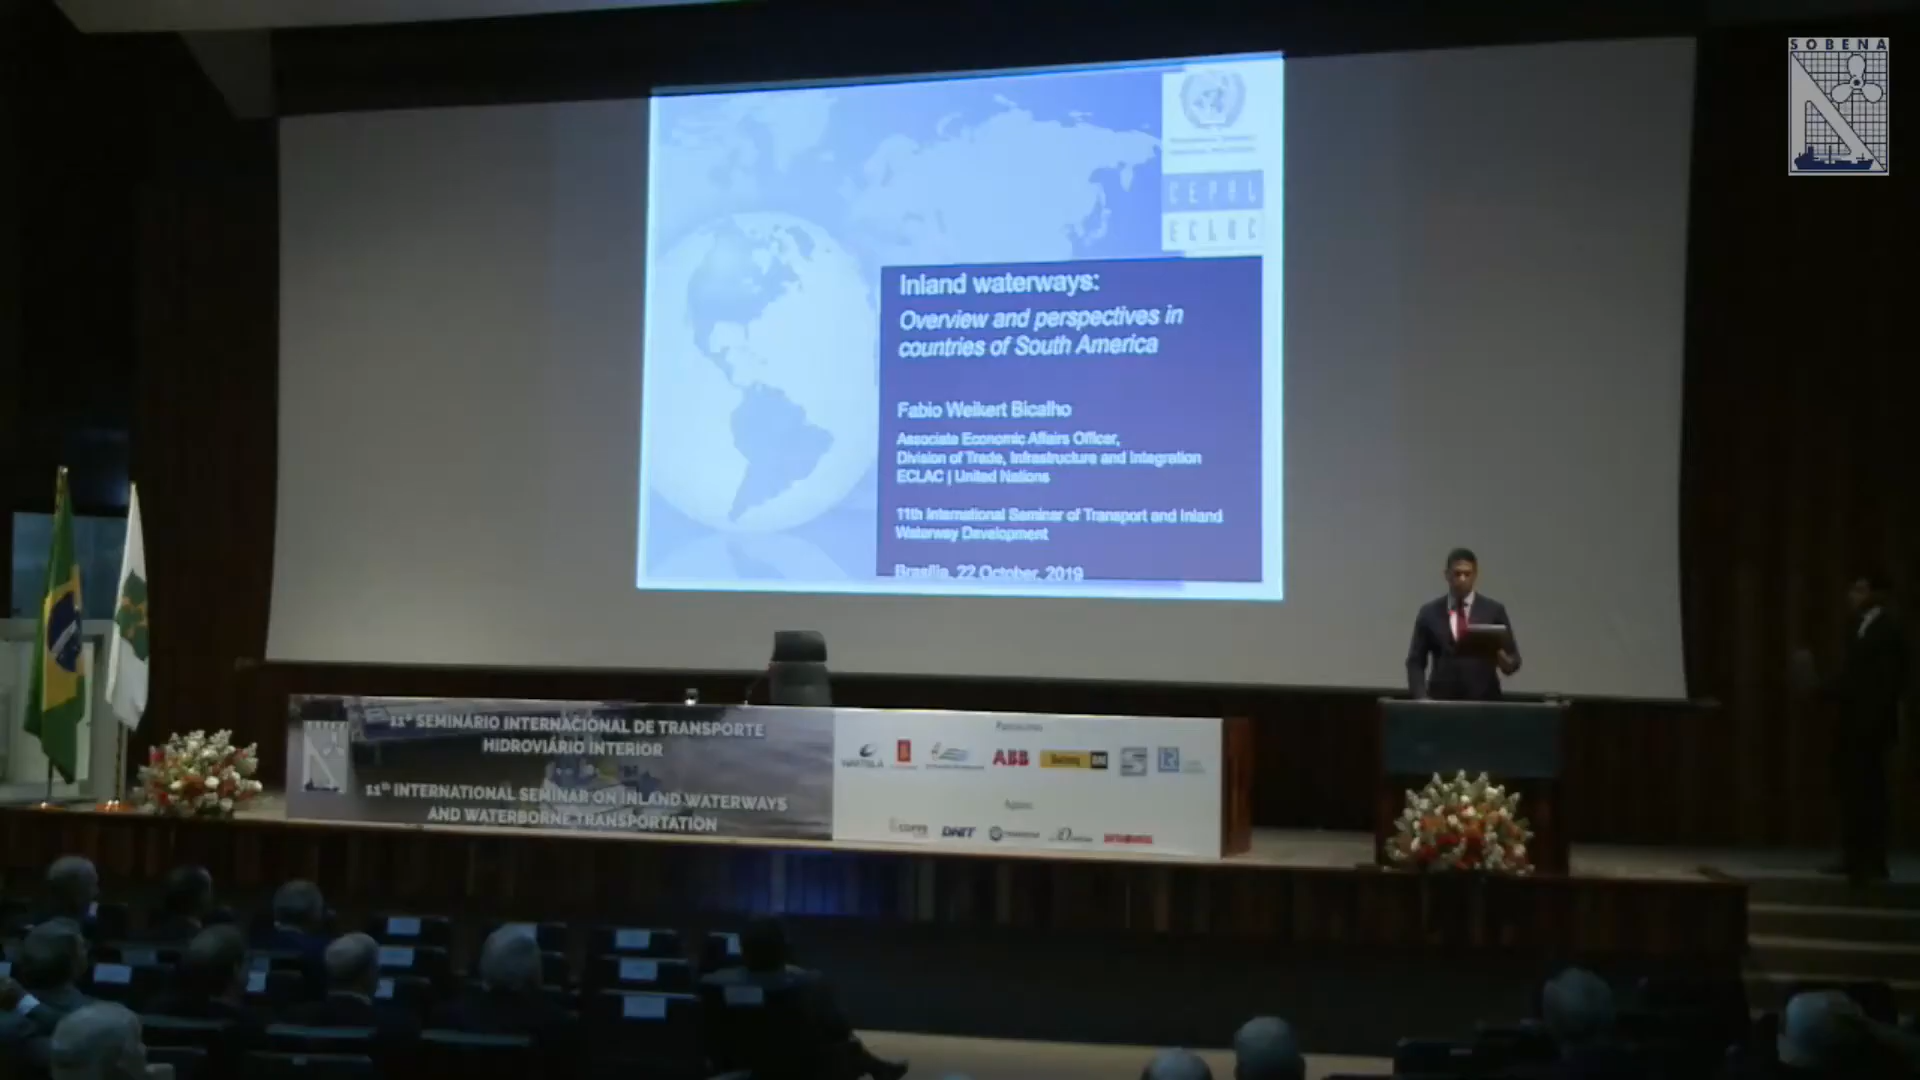 SOBENA
CEPAL
ECLAC
Inland waterways:
Overview and perspectives in
countries of South America
Fabio Weikert Bicalho
Associate Economic Affairs Officer,
Division of Trade, Infrastructure and Integration
ECLAC | United Nations
11th International Seminar of Transport and Inland
Waterway Development
Brasília, 22 October, 2019
11º SEMINÁRIO INTERNACIONAL DE TRANSPORTE
HIDROVIÁRIO INTERIOR
11th INTERNATIONAL SEMINAR ON INLAND WATERWAYS
AND WATERBORNE TRANSPORTATION
WÄRTSILÄ
ABB
COPPE
DNIT